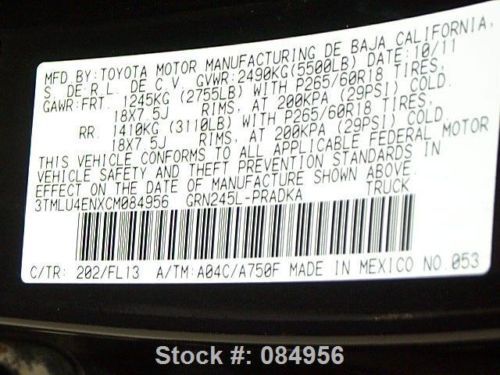 MFD.BY:TOYOTA MOTOR MANUFACTURING DE BAJA CALIFORNIA,
S. DE R.L. DE C.V. GVWR:2490KG(5500LB) DATE:10/11
GAWR:FRT. 1245KG (2755LB) WITH P265/60R18 TIRES,
18X7.5J RIMS, AT 200KPA (29PSI) COLD.
RR. 1410KG (3110LB) WITH P265/60R18 TIRES,
18X7.5J RIMS, AT 200KPA (29PSI) COLD.
THIS VEHICLE CONFORMS TO ALL APPLICABLE FEDERAL MOTOR
VEHICLE SAFETY AND THEFT PREVENTION STANDARDS IN
EFFECT ON THE DATE OF MANUFACTURE SHOWN ABOVE.
3TMLU4ENXCM084956 GRN245L-PRADKA TRUCK
C/TR: 202/FL13 A/TM:A04C/A750F MADE IN MEXICO NO.053
Stock #: 084956